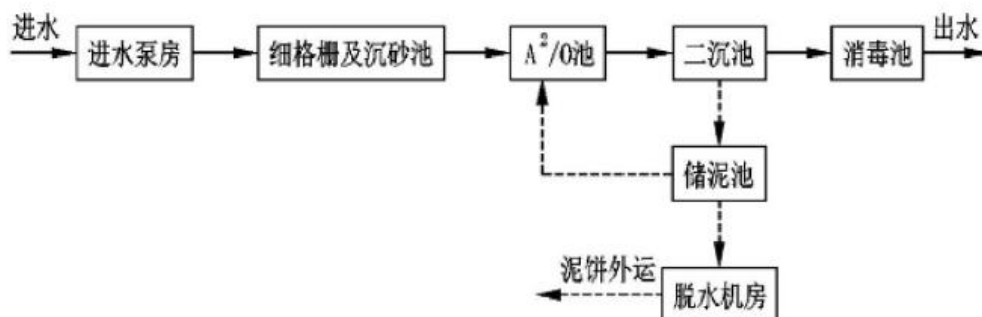 进水
进水泵房
细格栅及沉砂池
A²/O池
二沉池
消毒池
出水
储泥池
泥饼外运
脱水机房